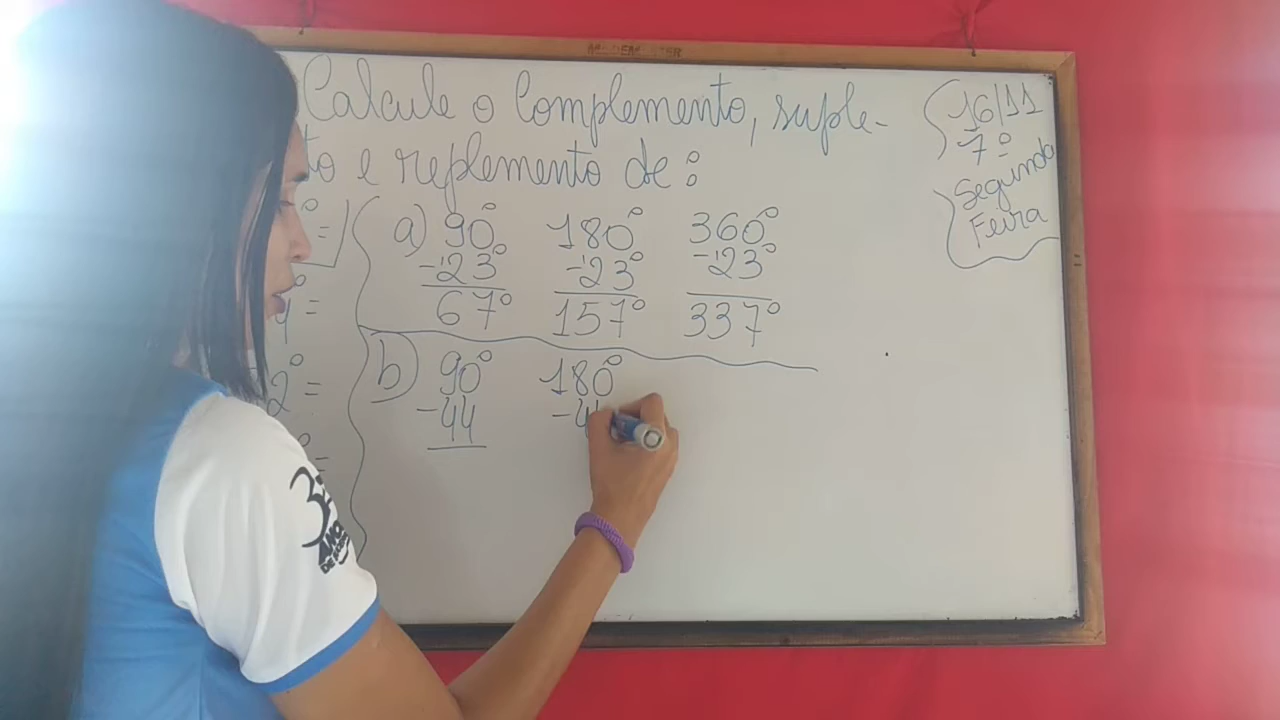 Calcule o Complemento, suple-
to e replemento de:
16/11
7º
Segunda
Feira
a) 90° 180° 360°
-23° -23° -23°
67° 157° 337°
b) 90° 180°
-44 -4
2° =